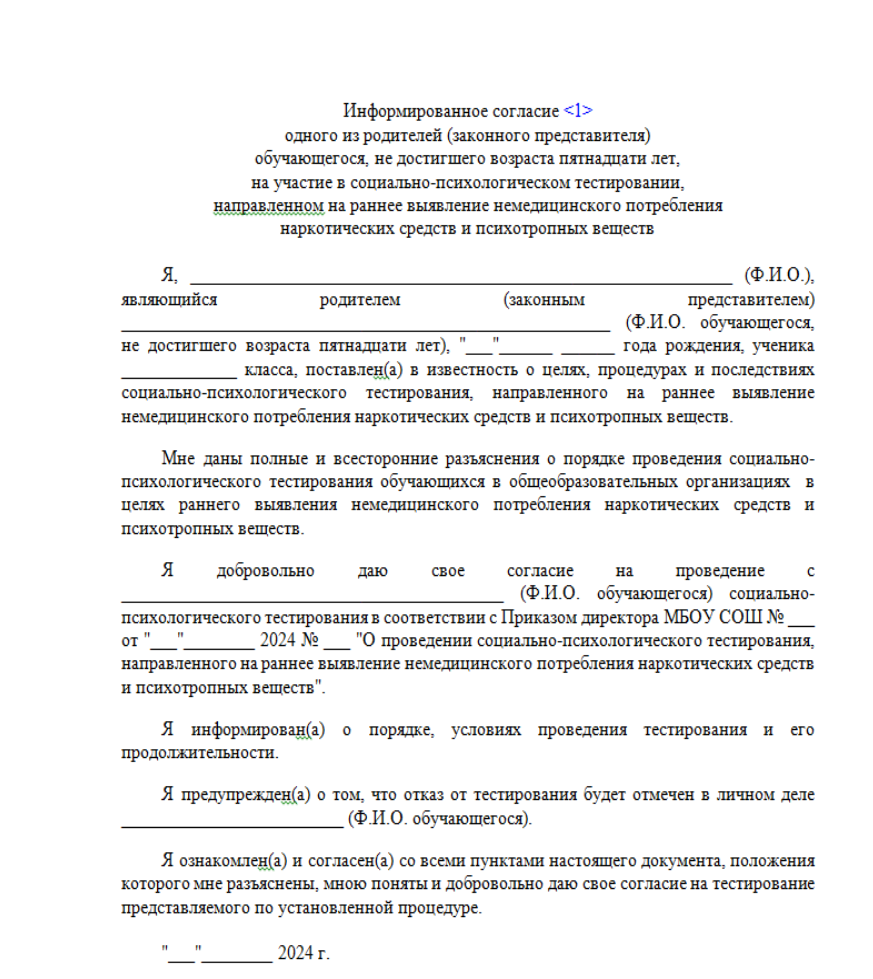 Информированное согласие <1>
одного из родителей (законного представителя)
обучающегося, не достигшего возраста пятнадцати лет,
на участие в социально-психологическом тестировании,
направленном на раннее выявление немедицинского потребления
наркотических средств и психотропных веществ
Я, _____________________________________________________________ (Ф.И.О.),
являющийся родителем (законным представителем)
_______________________________________________________ (Ф.И.О. обучающегося,
не достигшего возраста пятнадцати лет), "___"______ ______ года рождения, ученика
_____________ класса, поставлен(а) в известность о целях, процедурах и последствиях
социально-психологического тестирования, направленного на раннее выявление
немедицинского потребления наркотических средств и психотропных веществ.
Мне даны полные и всесторонние разъяснения о порядке проведения социально-
психологического тестирования обучающихся в общеобразовательных организациях в
целях раннего выявления немедицинского потребления наркотических средств и
психотропных веществ.
Я добровольно даю свое согласие на проведение с
___________________________________________ (Ф.И.О. обучающегося) социально-
психологического тестирования в соответствии с Приказом директора МБОУ СОШ № ___
от "___"________ 2024 № ___ "О проведении социально-психологического тестирования,
направленного на раннее выявление немедицинского потребления наркотических средств
и психотропных веществ".
Я информирован(а) о порядке, условиях проведения тестирования и его
продолжительности.
Я предупрежден(а) о том, что отказ от тестирования будет отмечен в личном деле
_________________________ (Ф.И.О. обучающегося).
Я ознакомлен(а) и согласен(а) со всеми пунктами настоящего документа, положения
которого мне разъяснены, мною поняты и добровольно даю свое согласие на тестирование
представляемого по установленной процедуре.
"___"________ 2024 г.